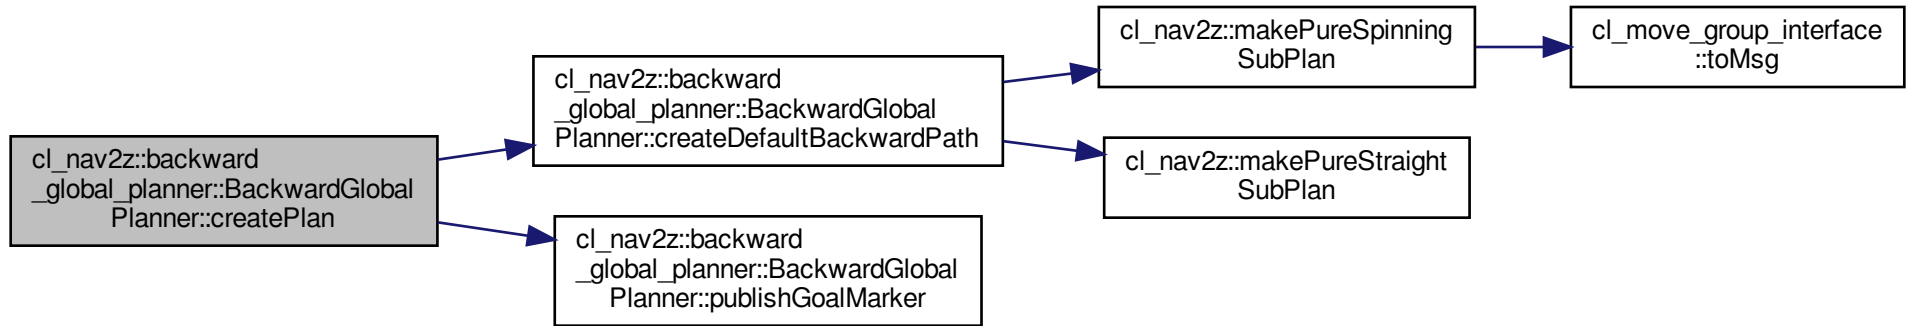 cl_nav2z::backward
_global_planner::BackwardGlobal
Planner::createPlan
cl_nav2z::backward
_global_planner::BackwardGlobal
Planner::createDefaultBackwardPath
cl_nav2z::makePureSpinning
SubPlan
cl_move_group_interface
::toMsg
cl_nav2z::makePureStraight
SubPlan
cl_nav2z::backward
_global_planner::BackwardGlobal
Planner::publishGoalMarker